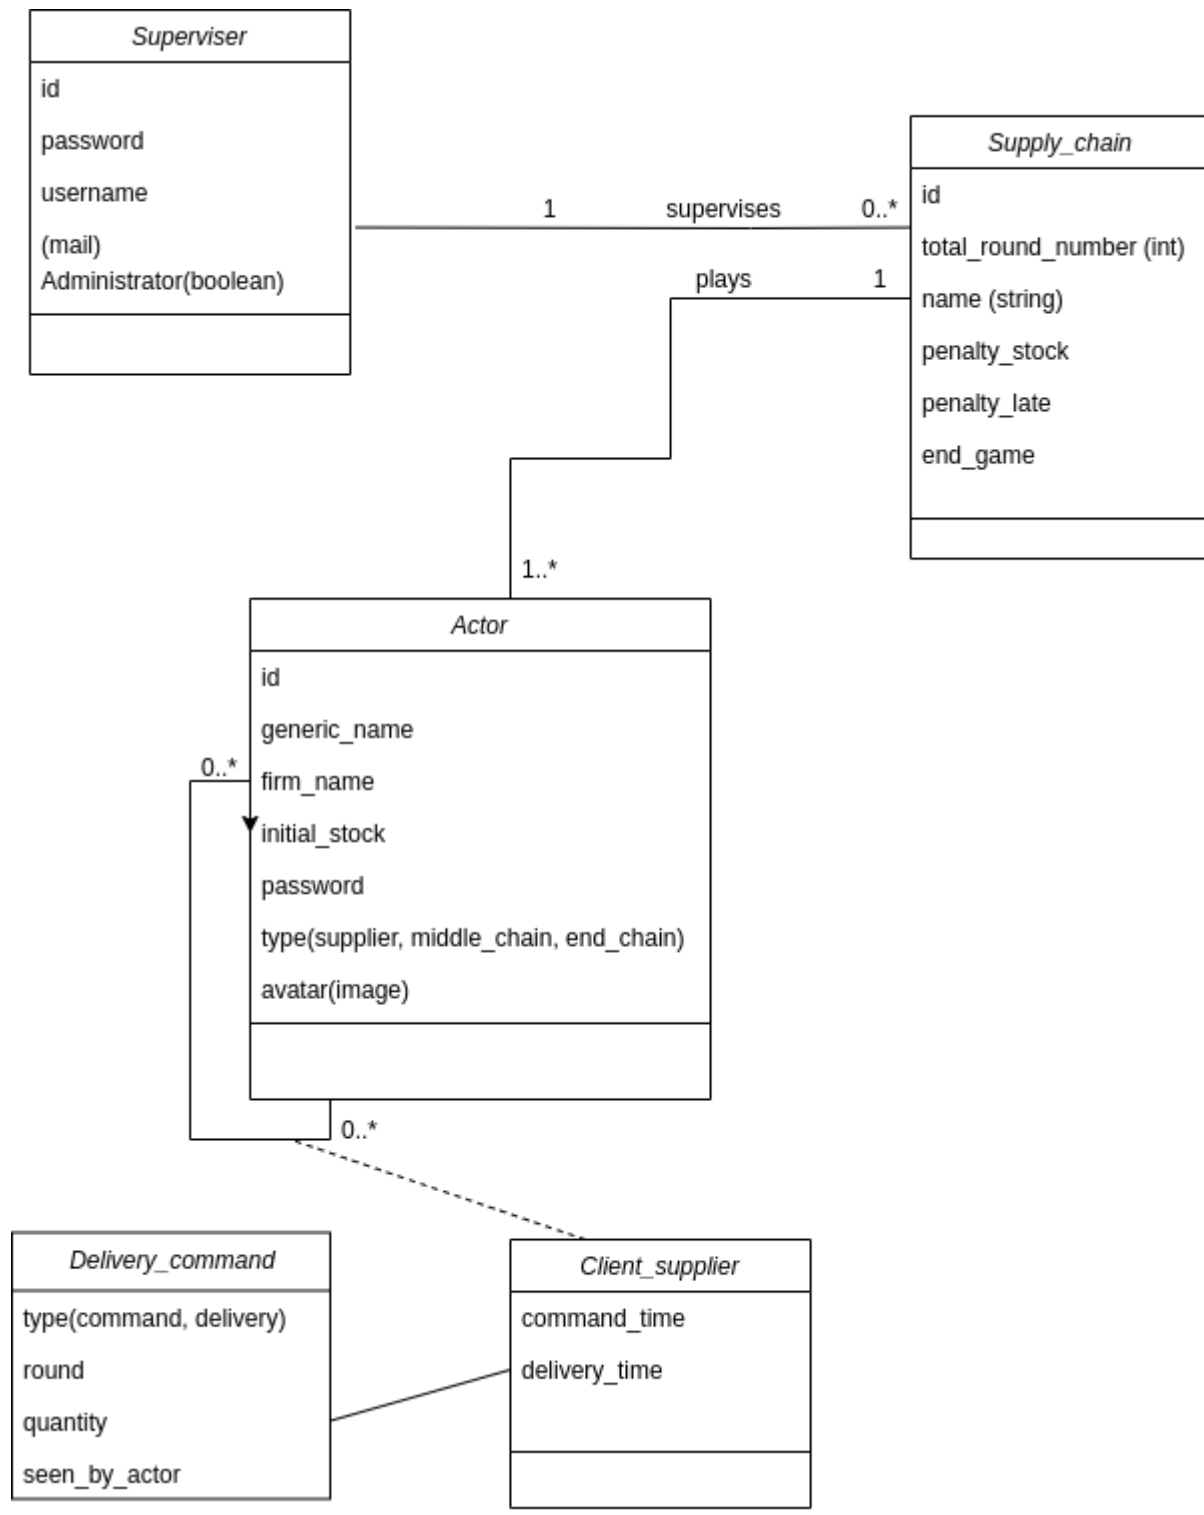 Superviser
id
password
username
(mail)
Administrator(boolean)
Supply_chain
id
total_round_number (int)
name (string)
penalty_stock
penalty_late
end_game
1 supervises 0..*
plays 1
1..*
Actor
id
generic_name
firm_name
initial_stock
password
type(supplier, middle_chain, end_chain)
avatar(image)
0..*
0..*
Delivery_command
type(command, delivery)
round
quantity
seen_by_actor
Client_supplier
command_time
delivery_time